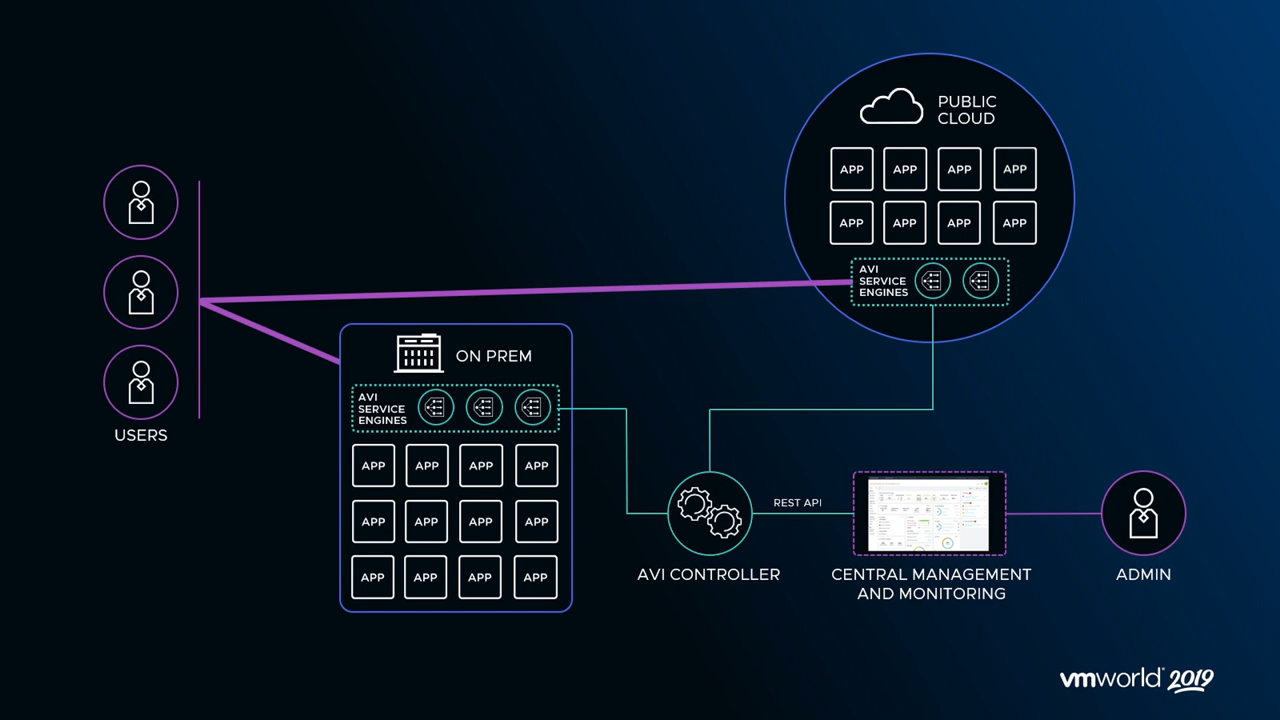 PUBLIC
CLOUD
APP APP APP APP
APP APP APP APP
AVI
SERVICE
ENGINES
USERS
ON PREM
AVI
SERVICE
ENGINES
APP APP APP APP
APP APP APP APP
APP APP APP APP
REST API
AVI CONTROLLER
CENTRAL MANAGEMENT
AND MONITORING
ADMIN
vmworld 2019